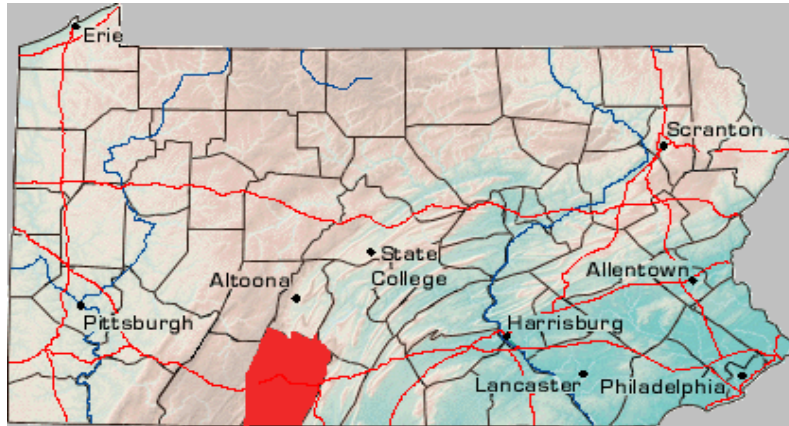 Erie
Scranton
State
College
Altoona
Allentown
Pittsburgh
Harrisburg
Lancaster
Philadelphia